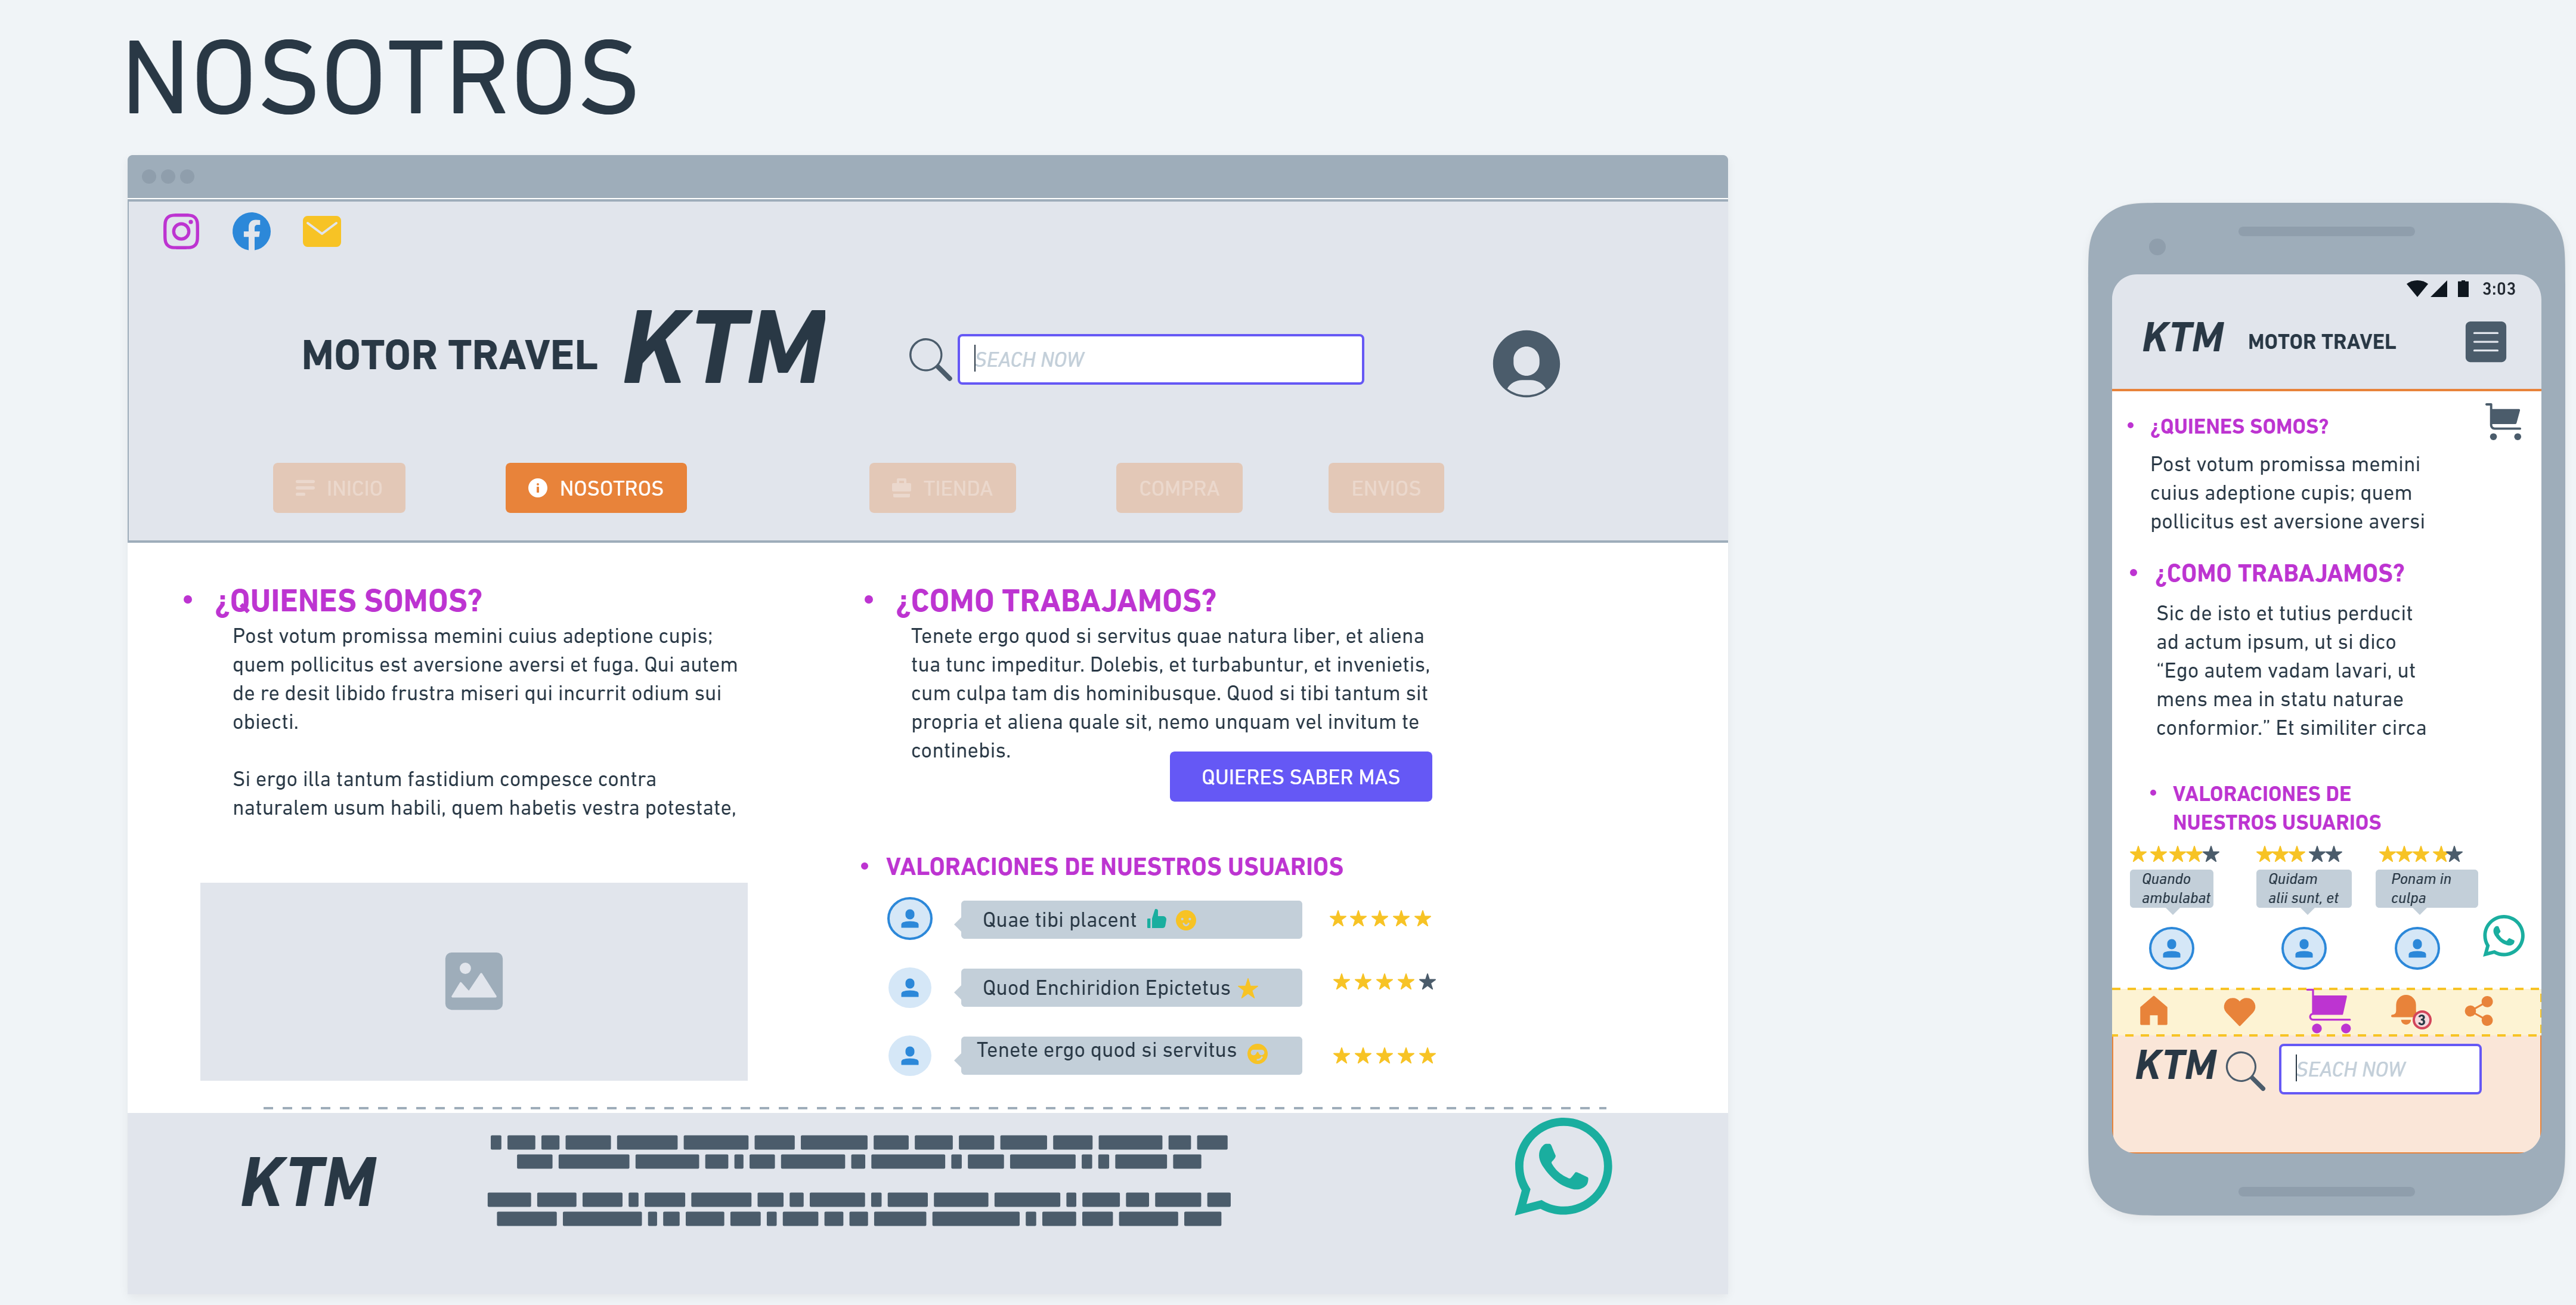 NOSOTROS
MOTOR TRAVEL KTM
SEACH NOW
INICIO
NOSOTROS
TIENDA
COMPRA
ENVIOS
• ¿QUIENES SOMOS?
Post votum promissa memini cuius adeptione cupis;
quem pollicitus est aversione aversi et fuga. Qui autem
de re desit libido frustra miseri qui incurrit odium sui
obiecti.
Si ergo illa tantum fastidium compesce contra
naturalem usum habili, quem habetis vestra potestate,
• ¿COMO TRABAJAMOS?
Tenete ergo quod si servitus quae natura liber, et aliena
tua tunc impeditur. Dolebis, et turbabuntur, et invenietis,
cum culpa tam dis hominibusque. Quod si tibi tantum sit
propria et aliena quale sit, nemo unquam vel invitum te
continebis.
QUIERES SABER MAS
• VALORACIONES DE NUESTROS USUARIOS
Quae tibi placent
Quod Enchiridion Epictetus
Tenete ergo quod si servitus
KTM
3:03
KTM MOTOR TRAVEL
• ¿QUIENES SOMOS?
Post votum promissa memini
cuius adeptione cupis; quem
pollicitus est aversione aversi
• ¿COMO TRABAJAMOS?
Sic de isto et tutius perducit
ad actum ipsum, ut si dico
“Ego autem vadam lavari, ut
mens mea in statu naturae
conformior.” Et similiter circa
• VALORACIONES DE
NUESTROS USUARIOS
Quando
ambulabat
Quidam
alii sunt, et
Ponam in
culpa
3
KTM
SEACH NOW